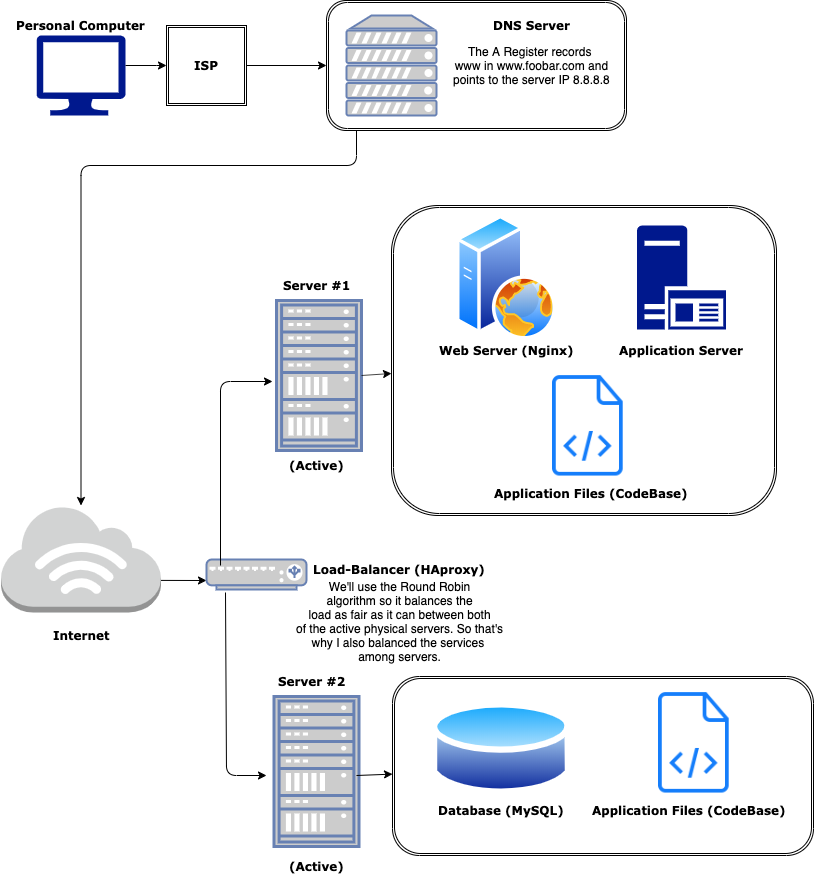 Personal Computer
ISP
DNS Server
The A Register records
www in www.foobar.com and
points to the server IP 8.8.8.8
Server #1
(Active)
Web Server (Nginx)
Application Server
Application Files (CodeBase)
Internet
Load-Balancer (HAproxy)
We'll use the Round Robin
algorithm so it balances the
load as fair as it can between both
of the active physical servers. So that's
why I also balanced the services
among servers.
Server #2
(Active)
Database (MySQL)
Application Files (CodeBase)